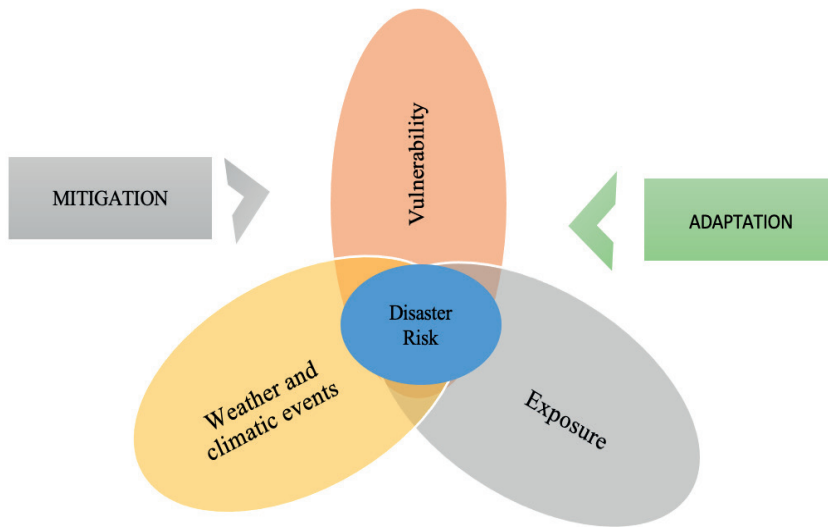 Vulnerability
MITIGATION
ADAPTATION
Disaster
Risk
Weather and
climatic events
Exposure